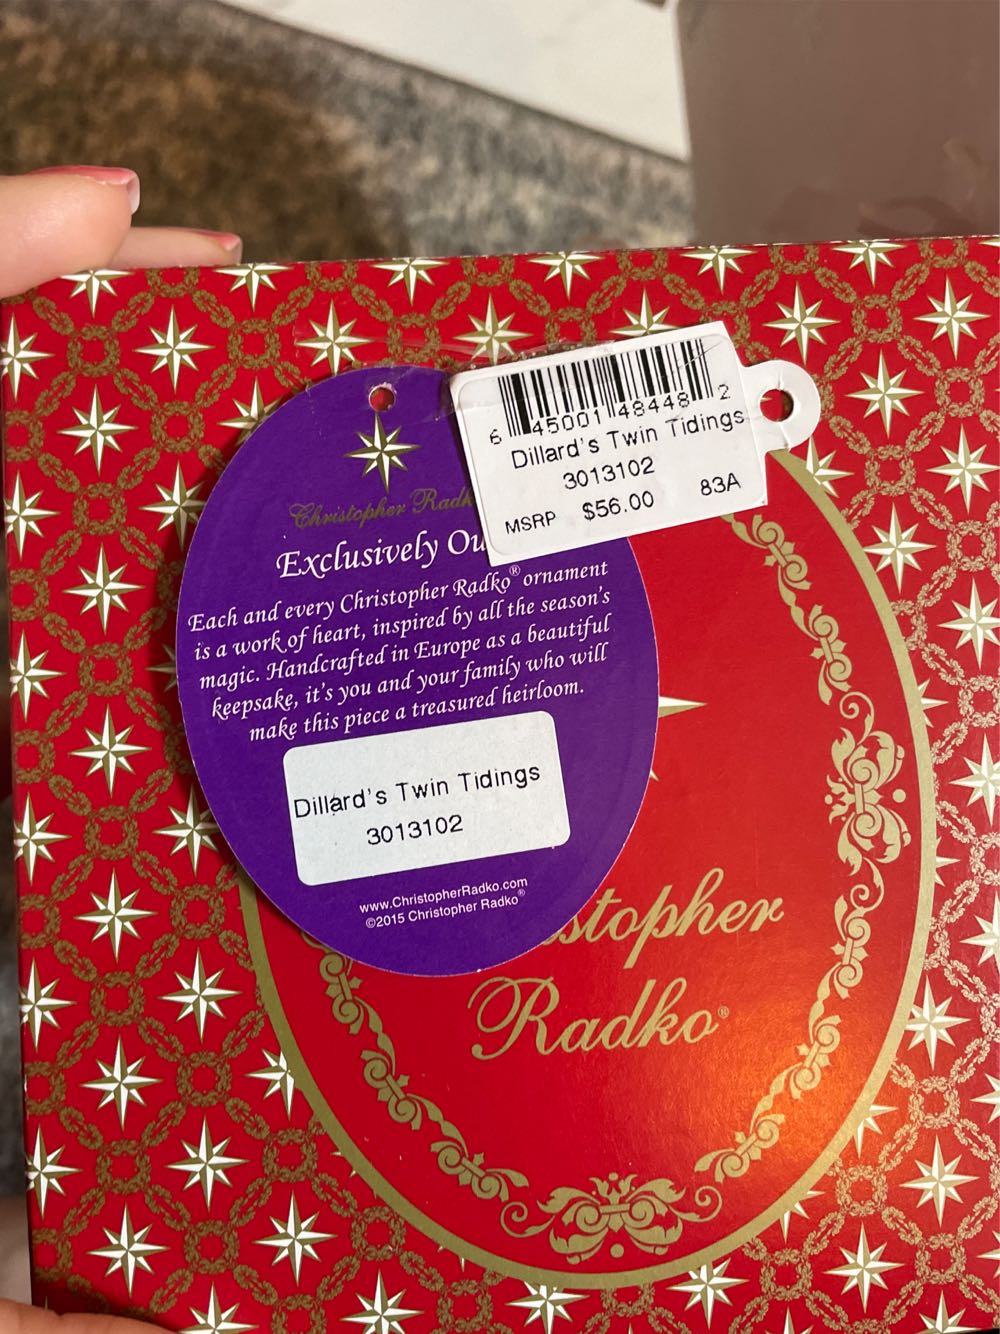 6 45001 48448 2
Dillard's Twin Tidings
3013102
MSRP $56.00 83A
Christopher
Exclusively
Each and every Christopher Radko® ornament
is a work of heart, inspired by all the season's
magic. Handcrafted in Europe as a beautiful
keepsake, it's you and your family who will
make this piece a treasured heirloom.
Dillard's Twin Tidings
3013102
www.ChristopherRadko.com
©2015 Christopher Radko®
stopher
Radko®